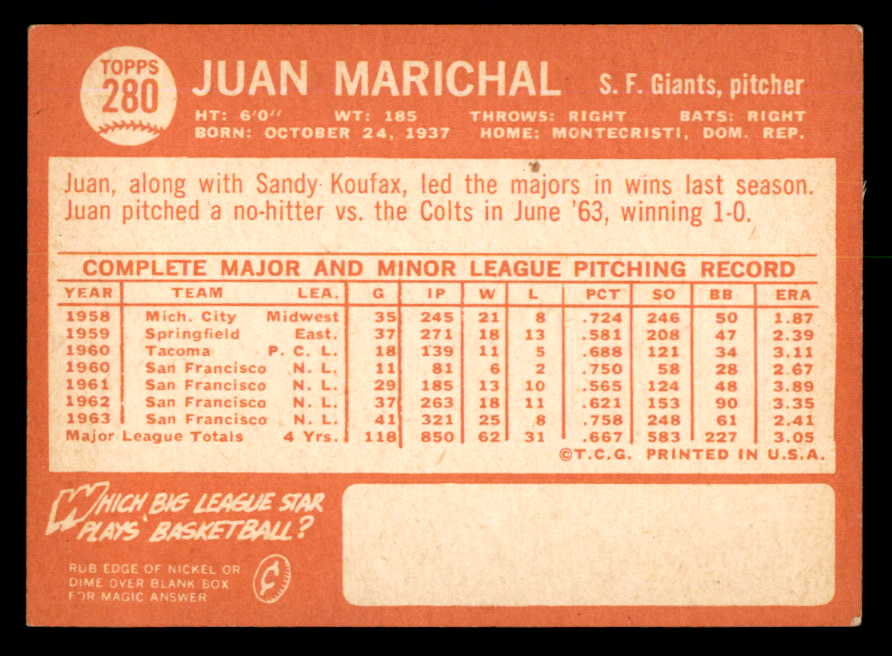 TOPPS
280
JUAN MARICHAL S. F. Giants, pitcher
HT: 6'0" WT: 185 THROWS: RIGHT BATS: RIGHT
BORN: OCTOBER 24, 1937 HOME: MONTECRISTI, DOM. REP.
Juan, along with Sandy Koufax, led the majors in wins last season.
Juan pitched a no-hitter vs. the Colts in June '63, winning 1-0.
COMPLETE MAJOR AND MINOR LEAGUE PITCHING RECORD
YEAR TEAM LEA. G IP W L PCT SO BB ERA
1958 Mich. City Midwest 35 245 21 8 .724 246 50 1.87
1959 Springfield East. 37 271 18 13 .581 208 47 2.39
1960 Tacoma P. C. L. 18 139 11 5 .688 121 34 3.11
1960 San Francisco N. L. 11 81 6 2 .750 58 28 2.67
1961 San Francisco N. L. 29 185 13 10 .565 124 48 3.89
1962 San Francisco N. L. 37 263 18 11 .621 153 90 3.35
1963 San Francisco N. L. 41 321 25 8 .758 248 61 2.41
Major League Totals 4 Yrs. 118 850 62 31 .667 583 227 3.05
©T.C.G. PRINTED IN U.S.A.
WHICH BIG LEAGUE STAR
PLAYS BASKETBALL?
RUB EDGE OF NICKEL OR
DIME OVER BLANK BOX
FOR MAGIC ANSWER
¢